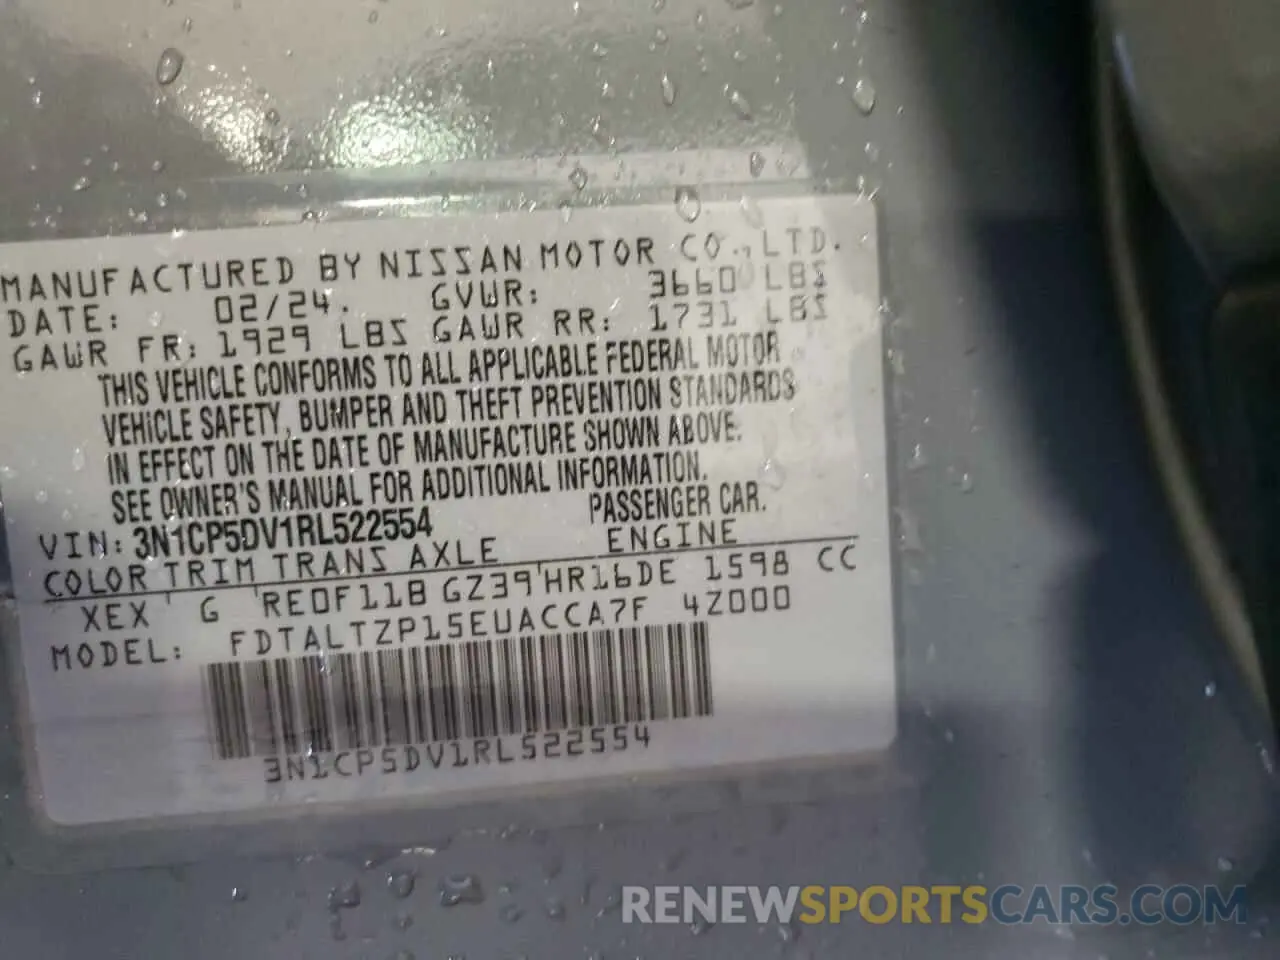 MANUFACTURED BY NISSAN MOTOR CO., LTD.
DATE: 02/24. GVWR: 3660 LBS
GAWR FR: 1929 LBS GAWR RR: 1731 LBS
THIS VEHICLE CONFORMS TO ALL APPLICABLE FEDERAL MOTOR
VEHICLE SAFETY, BUMPER AND THEFT PREVENTION STANDARDS
IN EFFECT ON THE DATE OF MANUFACTURE SHOWN ABOVE.
SEE OWNER'S MANUAL FOR ADDITIONAL INFORMATION.
VIN: 3N1CP5DV1RL522554 PASSENGER CAR.
COLOR TRIM TRANS AXLE ENGINE
XEX G RE0F11B GZ39 HR16DE 1598 CC
MODEL: FDTALTZP15EUACCA7F 4Z000
3N1CP5DV1RL522554
RENEWSPORTSCARS.COM